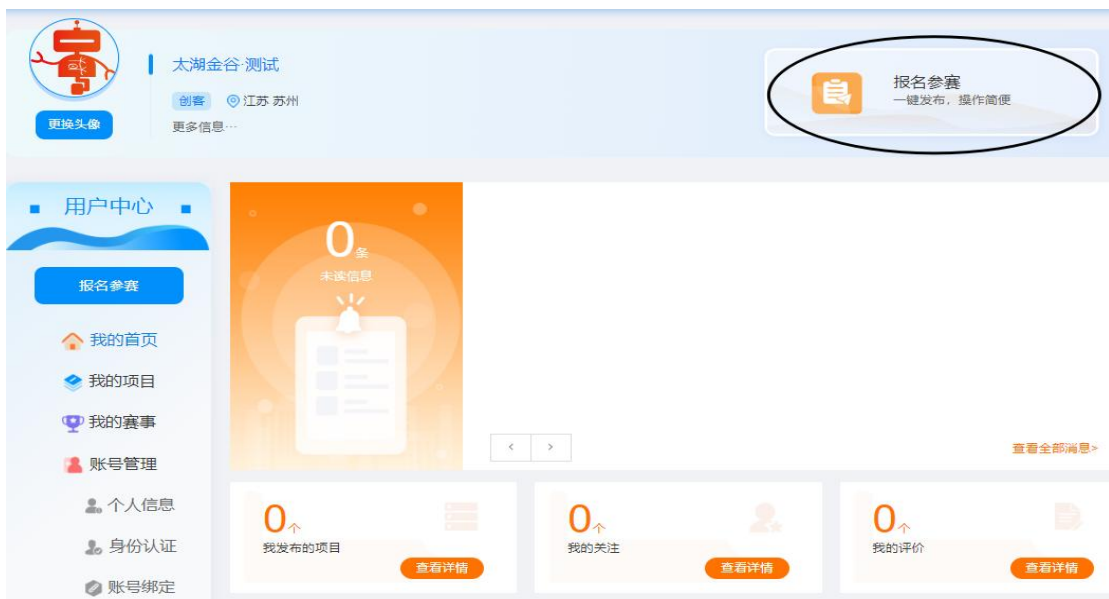 太湖金谷·测试
创客 江苏 苏州
更多信息···
更换头像
报名参赛
一键发布，操作简便
用户中心
报名参赛
我的首页
我的项目
我的赛事
账号管理
个人信息
身份认证
账号绑定
0条
未读信息
< >
查看全部消息>
0个
我发布的项目
查看详情
0个
我的关注
查看详情
0个
我的评价
查看详情